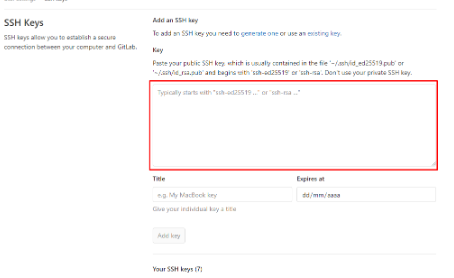 SSH Keys
SSH keys allow you to establish a secure
connection between your computer and GitLab.
Add an SSH key
To add an SSH key you need to generate one or use an existing key.
Key
Paste your public SSH key, which is usually contained in the file '~/.ssh/id_ed25519.pub' or
'~/.ssh/id_rsa.pub' and begins with 'ssh-ed25519' or 'ssh-rsa'. Don't use your private SSH key.
Typically starts with "ssh-ed25519 ..." or "ssh-rsa ..."
Title
Expires at
e.g. My MacBook key
dd/mm/aaaa
Give your individual key a title
Add key
Your SSH keys (7)